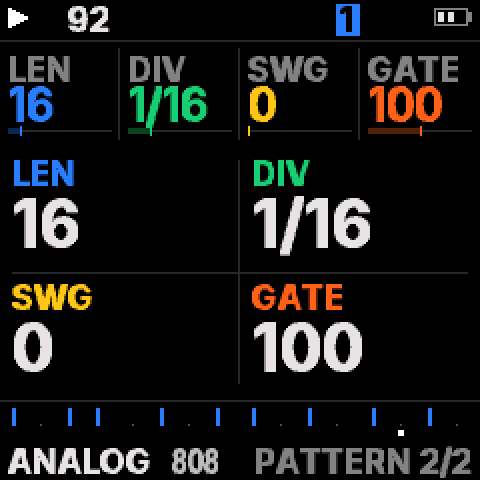 92 1
LEN DIV SWG GATE
16 1/16 0 100
LEN DIV
16 1/16
SWG GATE
0 100
ANALOG 808 PATTERN 2/2